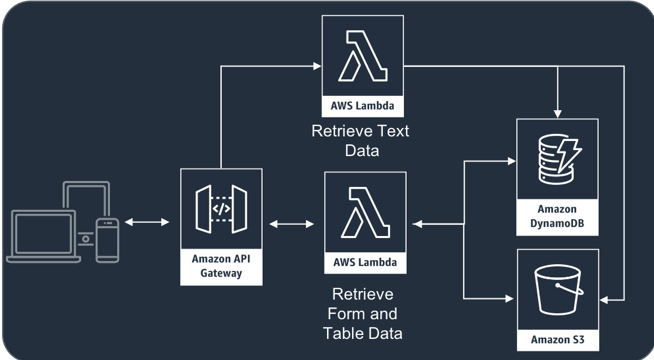 AWS Lambda
Retrieve Text
Data
</>
Amazon API
Gateway
AWS Lambda
Retrieve
Form and
Table Data
Amazon
DynamoDB
Amazon S3